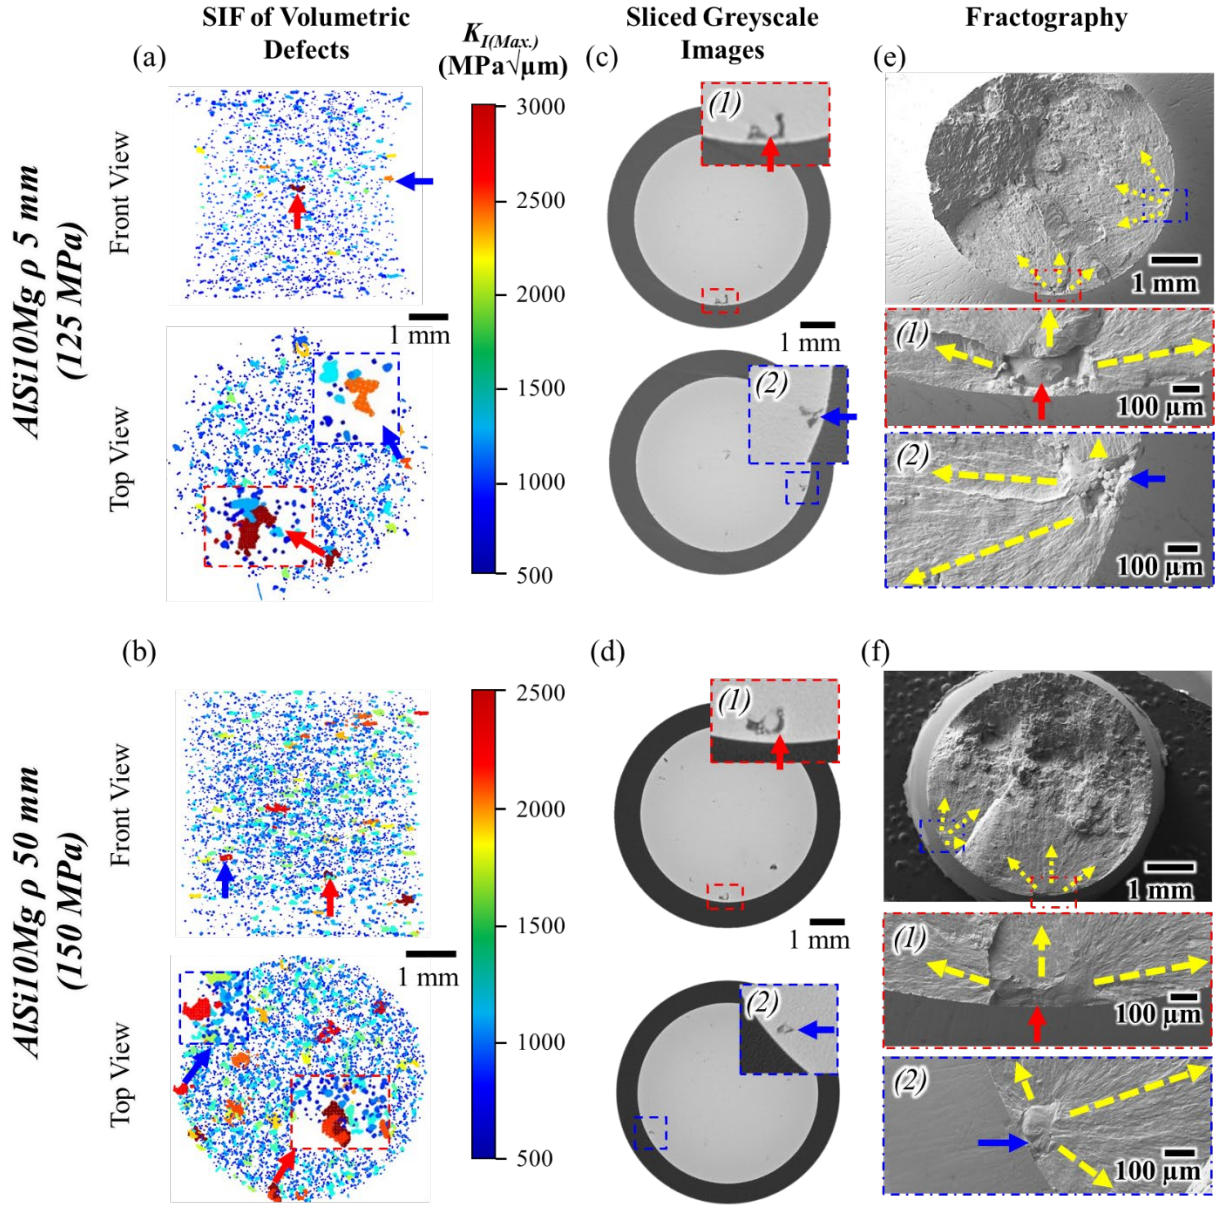 SIF of Volumetric
Defects
Sliced Greyscale
Images
Fractography
K_{I(Max.)}
(MPa√µm)
AlSi10Mg ρ 5 mm
(125 MPa)
(a)
Front View
Top View
1 mm
3000
2500
2000
1500
1000
500
(c)
(1)
1 mm
(2)
(e)
1 mm
(1)
100 µm
(2)
100 µm
AlSi10Mg ρ 50 mm
(150 MPa)
(b)
Front View
Top View
1 mm
2500
2000
1500
1000
500
(d)
(1)
1 mm
(2)
(f)
1 mm
(1)
100 µm
(2)
100 µm